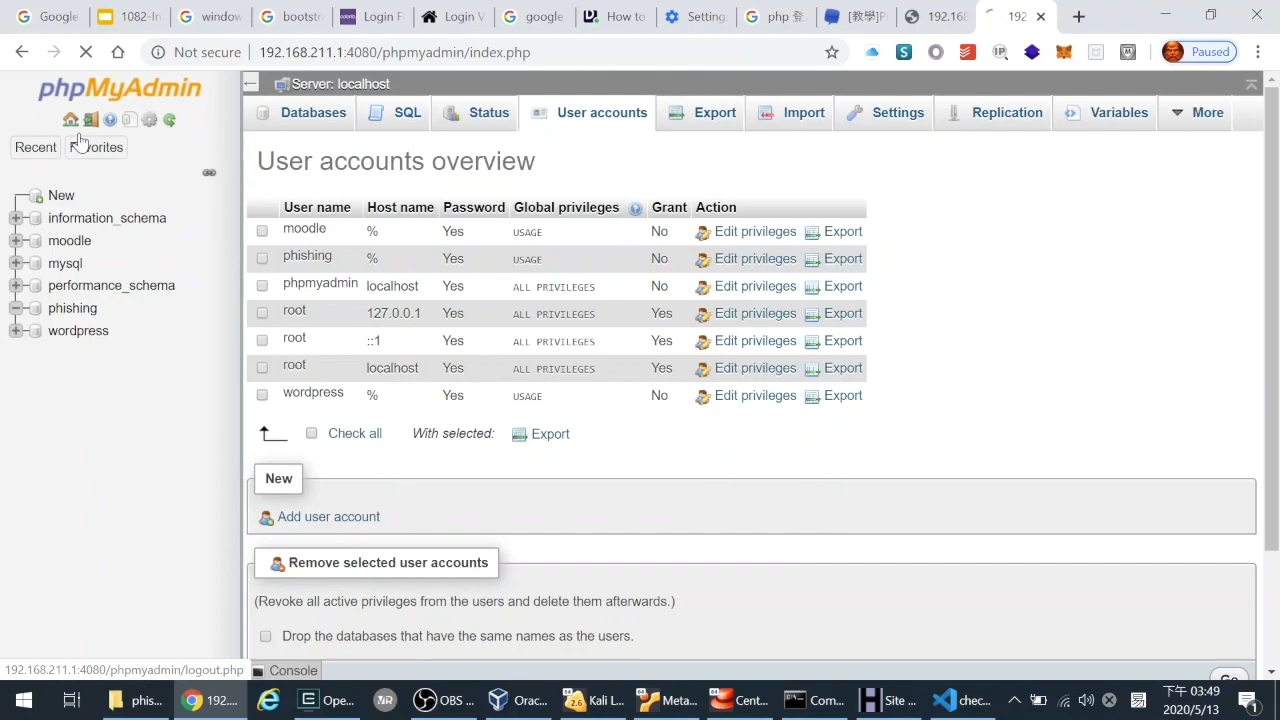 Google 1082-In window bootstr Login F Login V google How to Setting php 登 [教學]P 192.168 192
Not secure 192.168.211.1:4080/phpmyadmin/index.php Paused
phpMyAdmin
Server: localhost
Databases SQL Status User accounts Export Import Settings Replication Variables More
Recent Favorites
User accounts overview
New
information_schema
moodle
mysql
performance_schema
phishing
wordpress
User name Host name Password Global privileges Grant Action
moodle % Yes USAGE No Edit privileges Export
phishing % Yes USAGE No Edit privileges Export
phpmyadmin localhost Yes ALL PRIVILEGES No Edit privileges Export
root 127.0.0.1 Yes ALL PRIVILEGES Yes Edit privileges Export
root ::1 Yes ALL PRIVILEGES Yes Edit privileges Export
root localhost Yes ALL PRIVILEGES Yes Edit privileges Export
wordpress % Yes USAGE No Edit privileges Export
Check all With selected: Export
New
Add user account
Remove selected user accounts
(Revoke all active privileges from the users and delete them afterwards.)
Drop the databases that have the same names as the users.
192.168.211.1:4080/phpmyadmin/logout.php
Console
Go
phis... 192.... Ope... OBS ... Orac... Kali L... Meta... Cent... Com... Site ... chec...
下午 03:49
2020/5/13